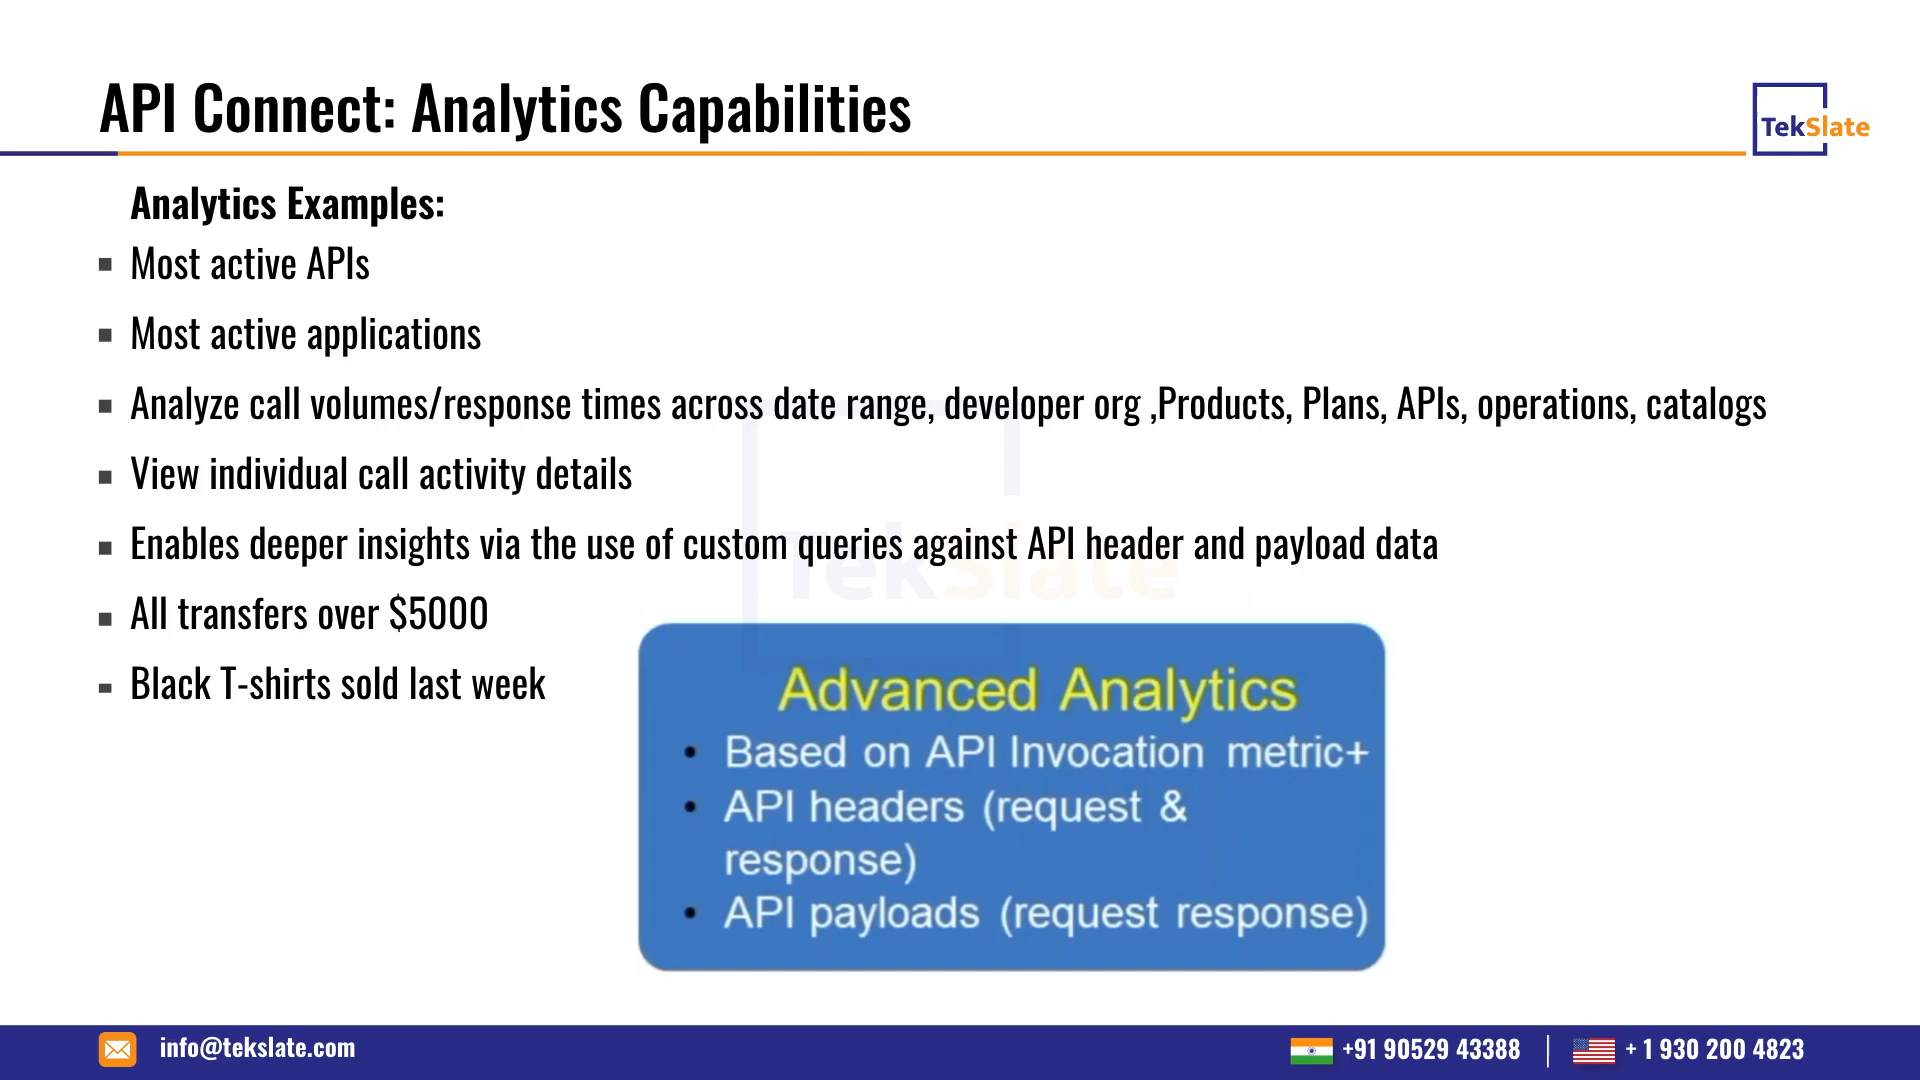 API Connect: Analytics Capabilities
TekSlate
Analytics Examples:
Most active APIs
Most active applications
Analyze call volumes/response times across date range, developer org ,Products, Plans, APIs, operations, catalogs
View individual call activity details
Enables deeper insights via the use of custom queries against API header and payload data
TekSlate
All transfers over $5000
Black T-shirts sold last week
Advanced Analytics
• Based on API Invocation metric+
• API headers (request &
response)
• API payloads (request response)
info@tekslate.com
+91 90529 43388
+ 1 930 200 4823